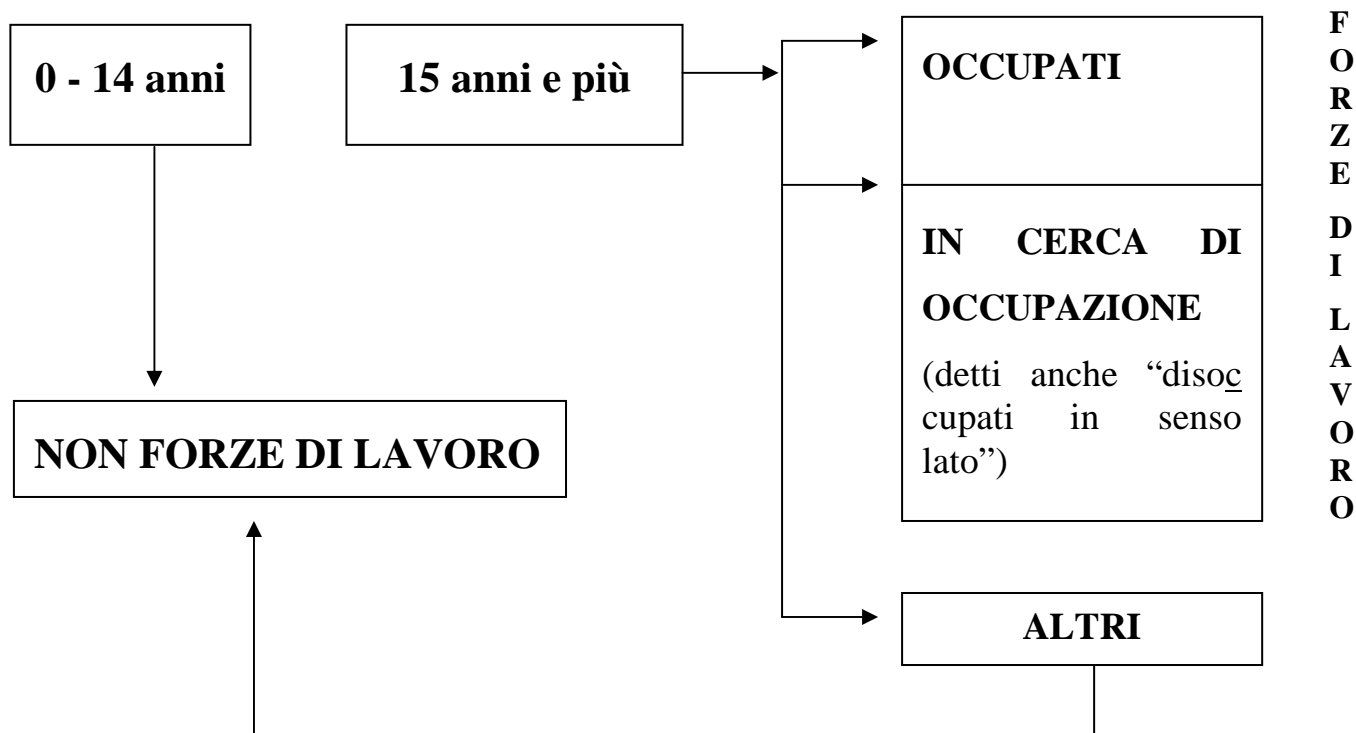 0 - 14 anni
15 anni e più
OCCUPATI
IN CERCA DI
OCCUPAZIONE
(detti anche “disoc
cupati in senso
lato”)
NON FORZE DI LAVORO
ALTRI
F
O
R
Z
E
D
I
L
A
V
O
R
O